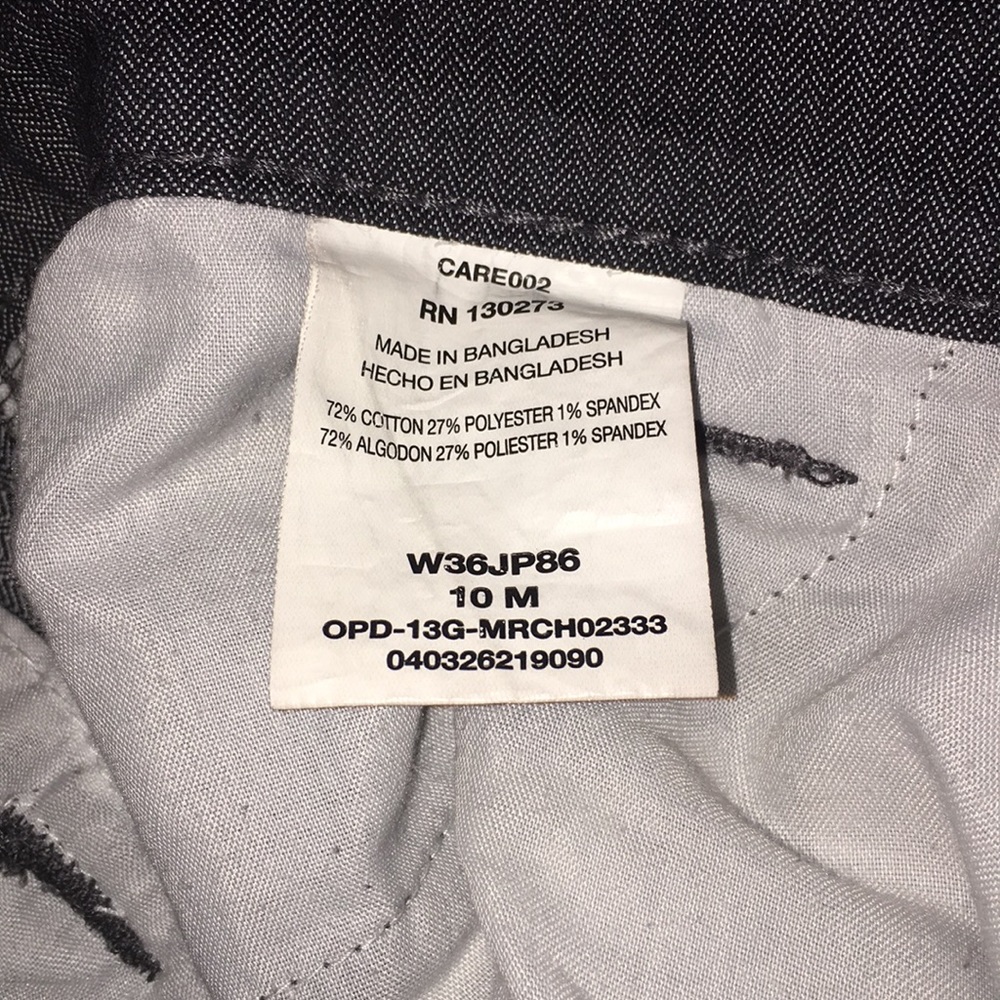 CARE002
RN 130273
MADE IN BANGLADESH
HECHO EN BANGLADESH
72% COTTON 27% POLYESTER 1% SPANDEX
72% ALGODON 27% POLIESTER 1% SPANDEX
W36JP86
10 M
OPD-13G-MRCH02333
040326219090